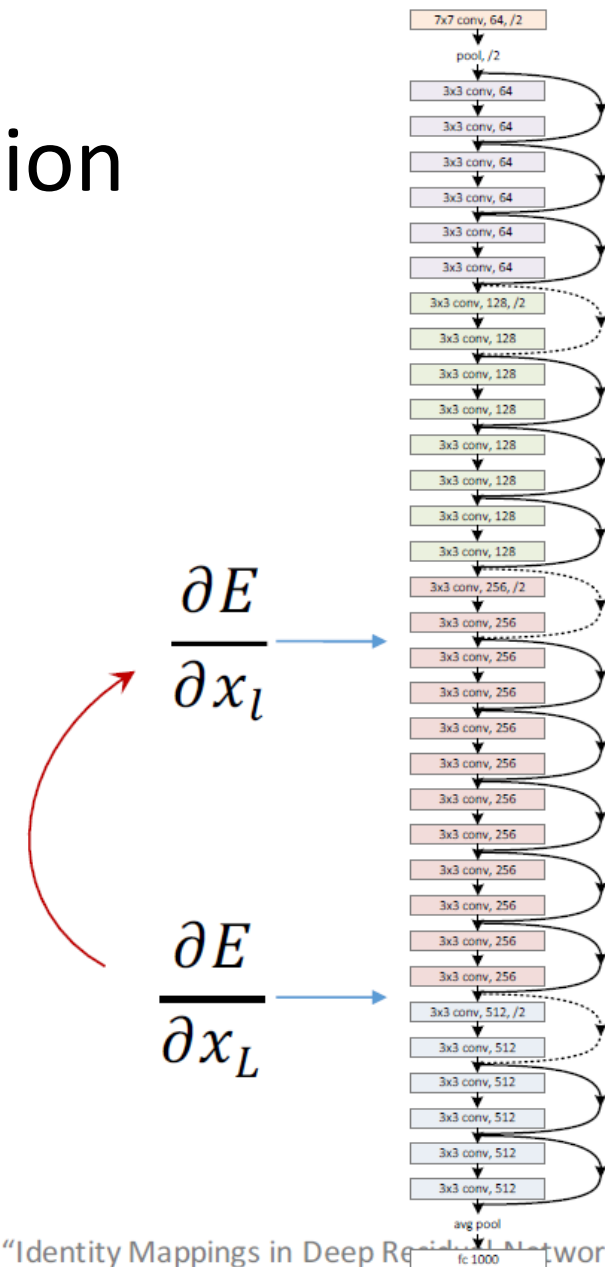 7x7 conv, 64, /2
pool, /2
3x3 conv, 64
3x3 conv, 64
ion
3x3 conv, 64
3x3 conv, 64
3x3 conv, 64
3x3 conv, 64
3x3 conv, 128, /2
3x3 conv, 128
3x3 conv, 128
3x3 conv, 128
3x3 conv, 128
3x3 conv, 128
3x3 conv, 128
3x3 conv, 128
3x3 conv, 256, /2
3x3 conv, 256
∂E
∂x_l
3x3 conv, 256
3x3 conv, 256
3x3 conv, 256
3x3 conv, 256
3x3 conv, 256
3x3 conv, 256
3x3 conv, 256
3x3 conv, 256
3x3 conv, 256
3x3 conv, 256
∂E
∂x_L
3x3 conv, 512, /2
3x3 conv, 512
3x3 conv, 512
3x3 conv, 512
3x3 conv, 512
3x3 conv, 512
avg pool
fc 1000
“Identity Mappings in Deep Residual Networ